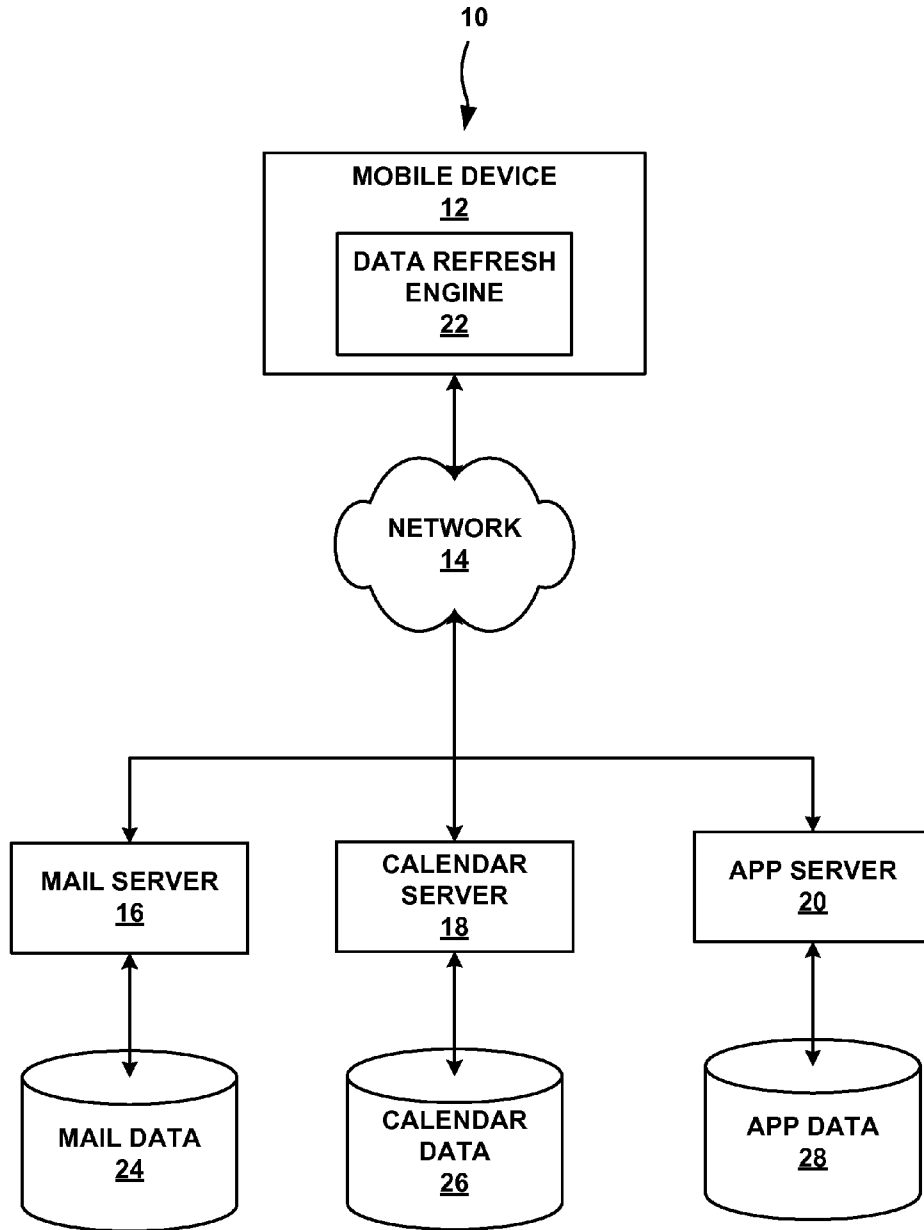 10
MOBILE DEVICE
12
DATA REFRESH
ENGINE
22
NETWORK
14
MAIL SERVER
16
CALENDAR
SERVER
18
APP SERVER
20
MAIL DATA
24
CALENDAR
DATA
26
APP DATA
28